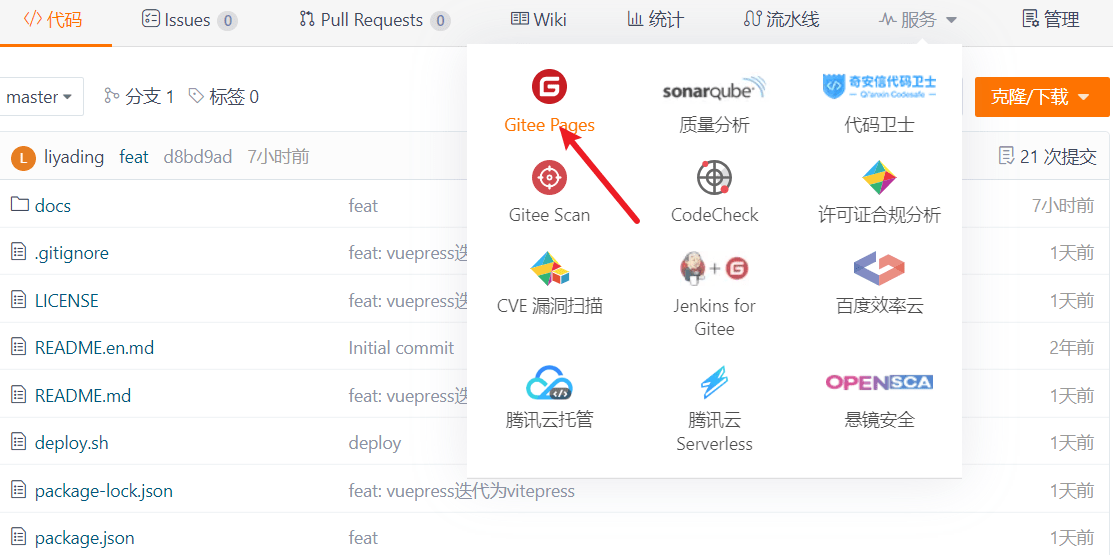 代码 Issues 0 Pull Requests 0 Wiki 统计 流水线 服务 管理
master 分支 1 标签 0 克隆/下载
L liyading feat d8bd9ad 7小时前 21 次提交
docs feat 7小时前
.gitignore feat: vuepress迭 1天前
LICENSE feat: vuepress迭 1天前
README.en.md Initial commit 2年前
README.md feat: vuepress迭 1天前
deploy.sh deploy 1天前
package-lock.json feat: vuepress迭代为vitepress 1天前
package.json feat 1天前
G sonarqube 奇安信代码卫士
Qi'anxin Codesafe
Gitee Pages 质量分析 代码卫士
Gitee Scan CodeCheck 许可证合规分析
+ G
CVE 漏洞扫描 Jenkins for
Gitee 百度效率云
OPENSCA
腾讯云托管 腾讯云
Serverless 悬镜安全